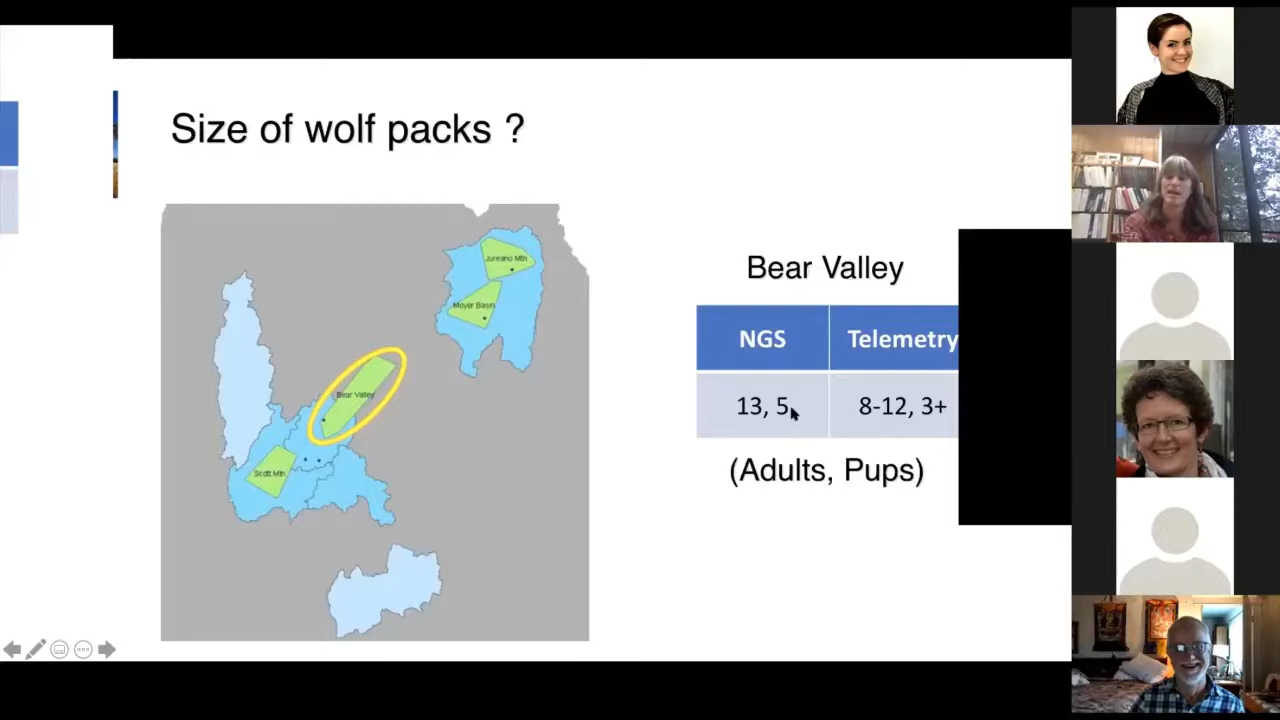 Size of wolf packs ?
Jureano Mtn
Moyer Basin
Bear Valley
Scott Mtn
Bear Valley
NGS Telemetry
13, 5 8-12, 3+
(Adults, Pups)